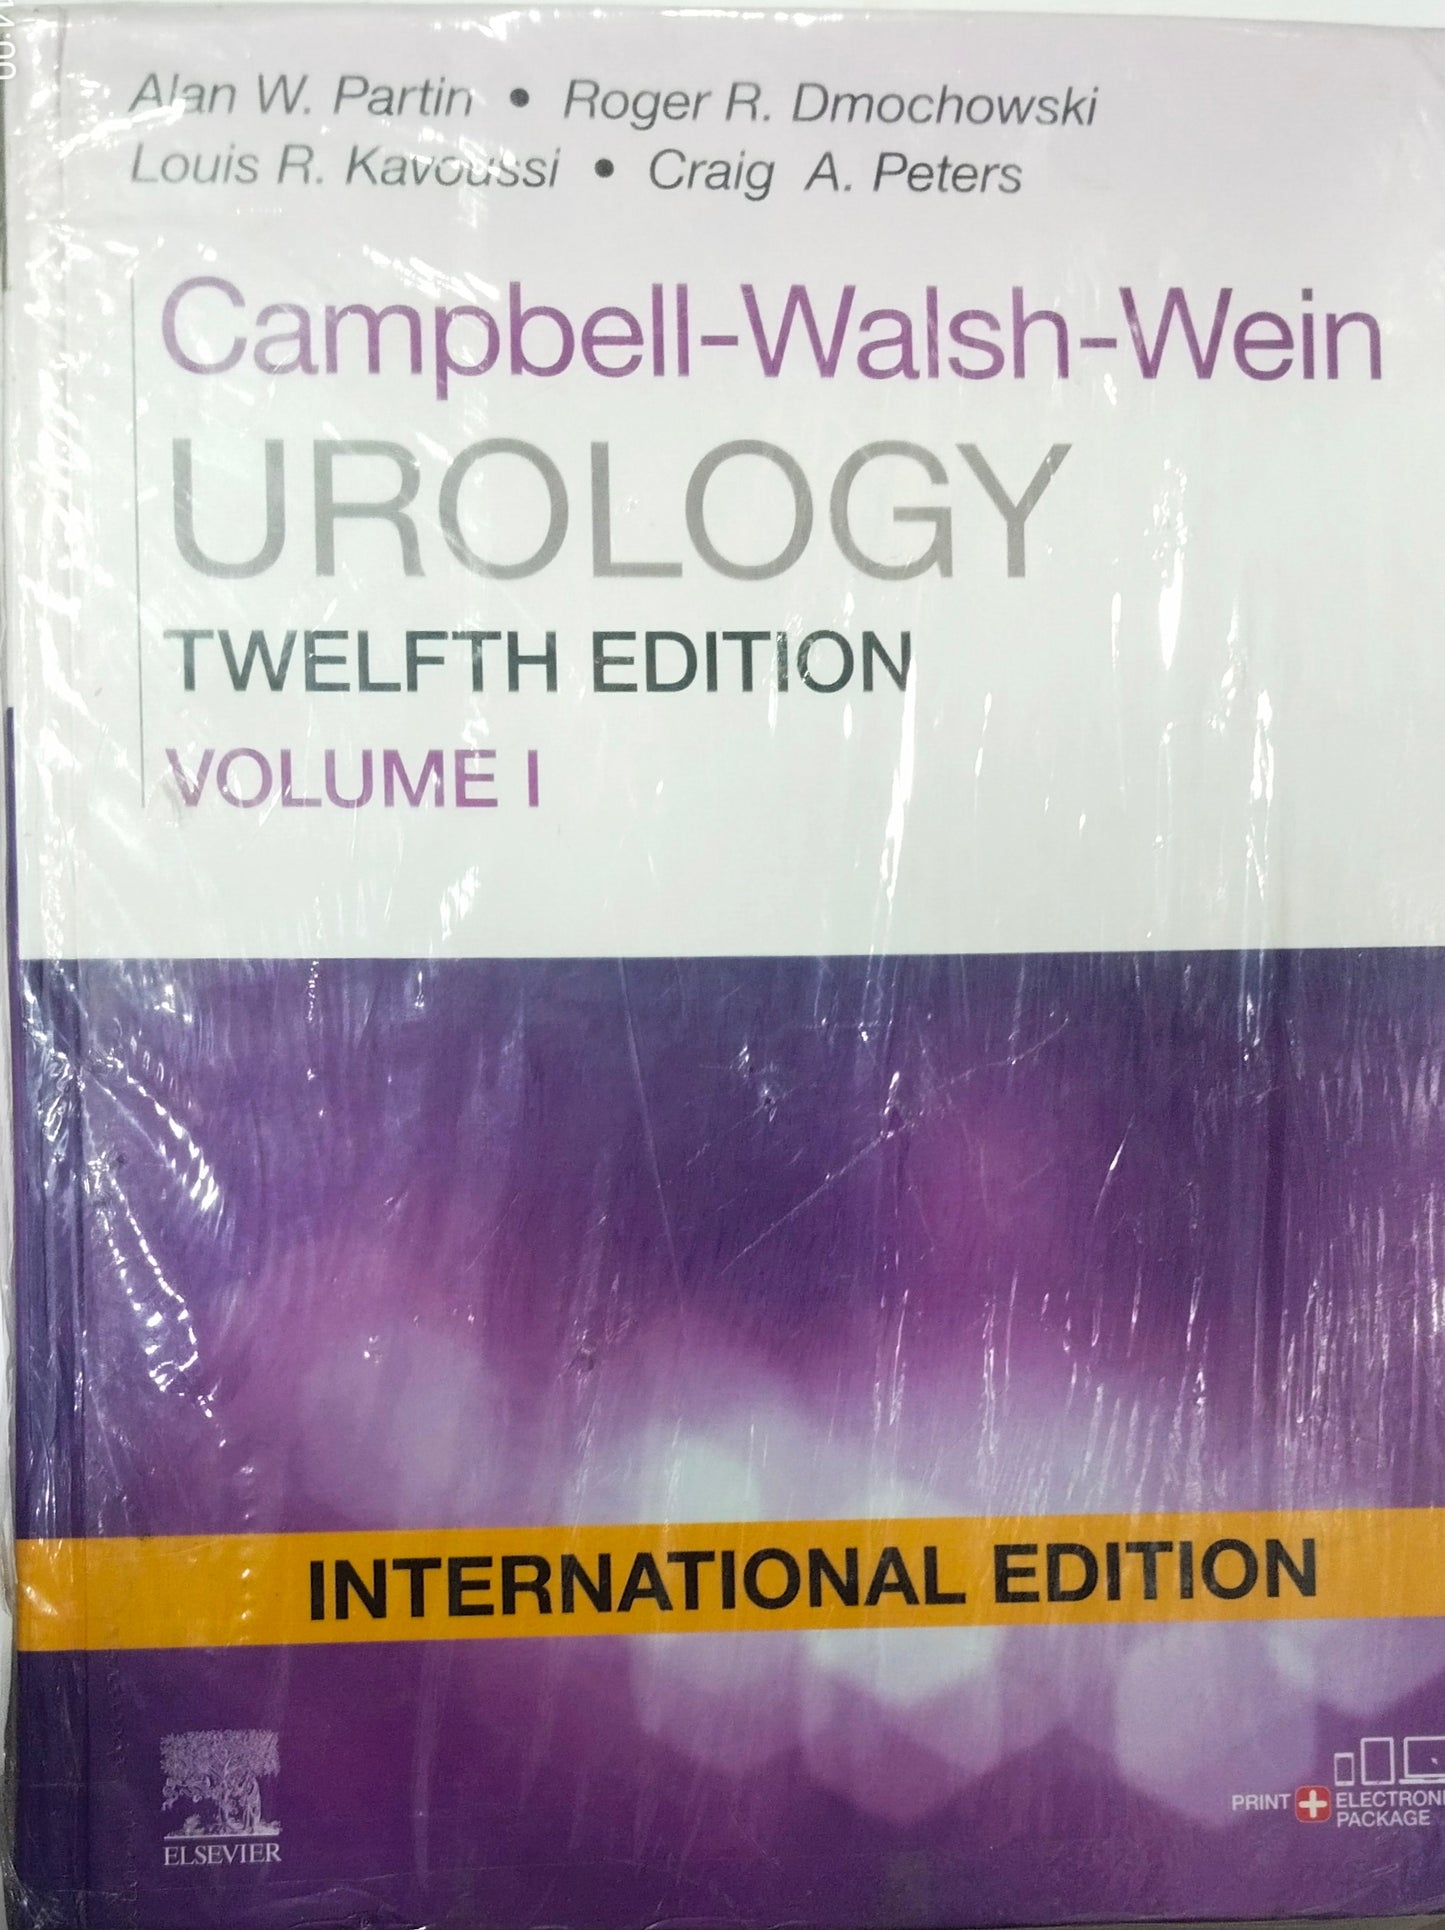 Alan W. Partin • Roger R. Dmochowski
Louis R. Kavoussi • Craig A. Peters
Campbell-Walsh-Wein
UROLOGY
TWELFTH EDITION
VOLUME I
INTERNATIONAL EDITION
ELSEVIER
PRINT + ELECTRONI
PACKAGE